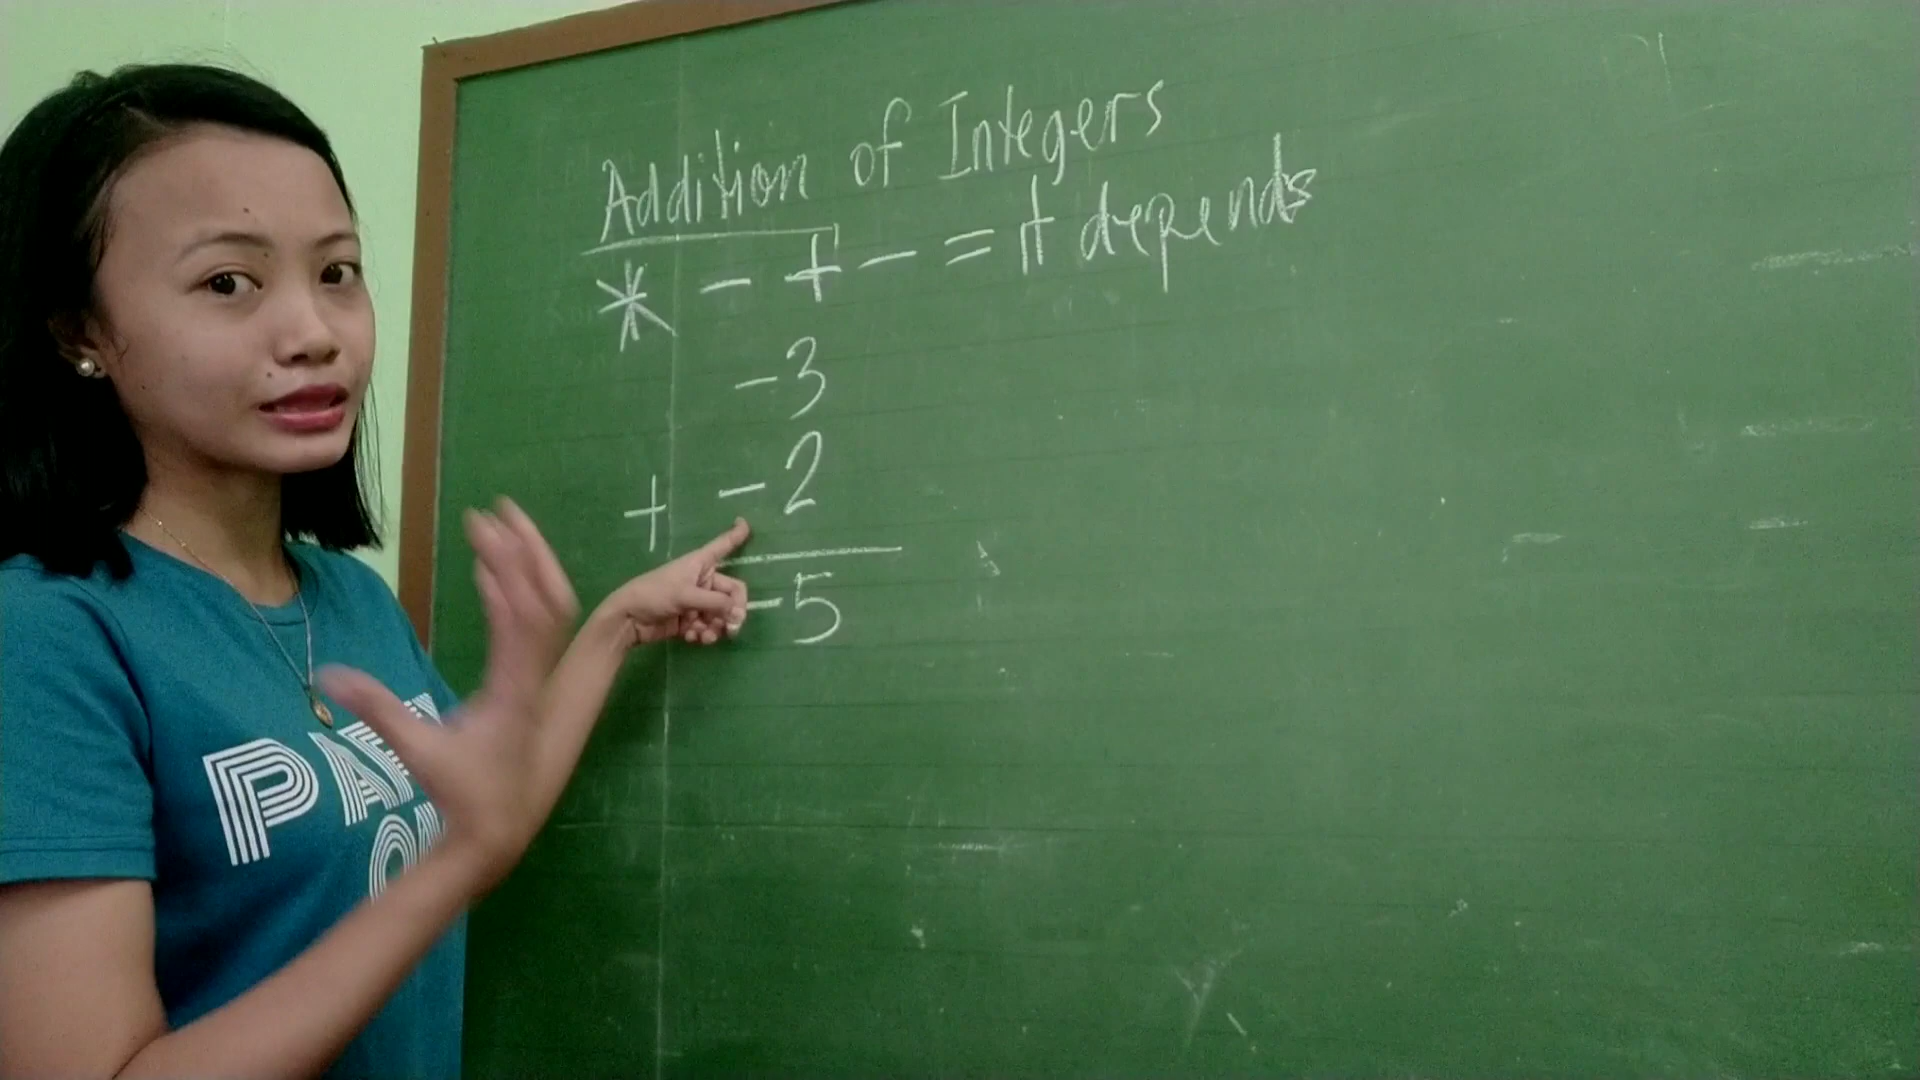 Addition of Integers
* - + - = it depends
-3
+ -2
-5
P